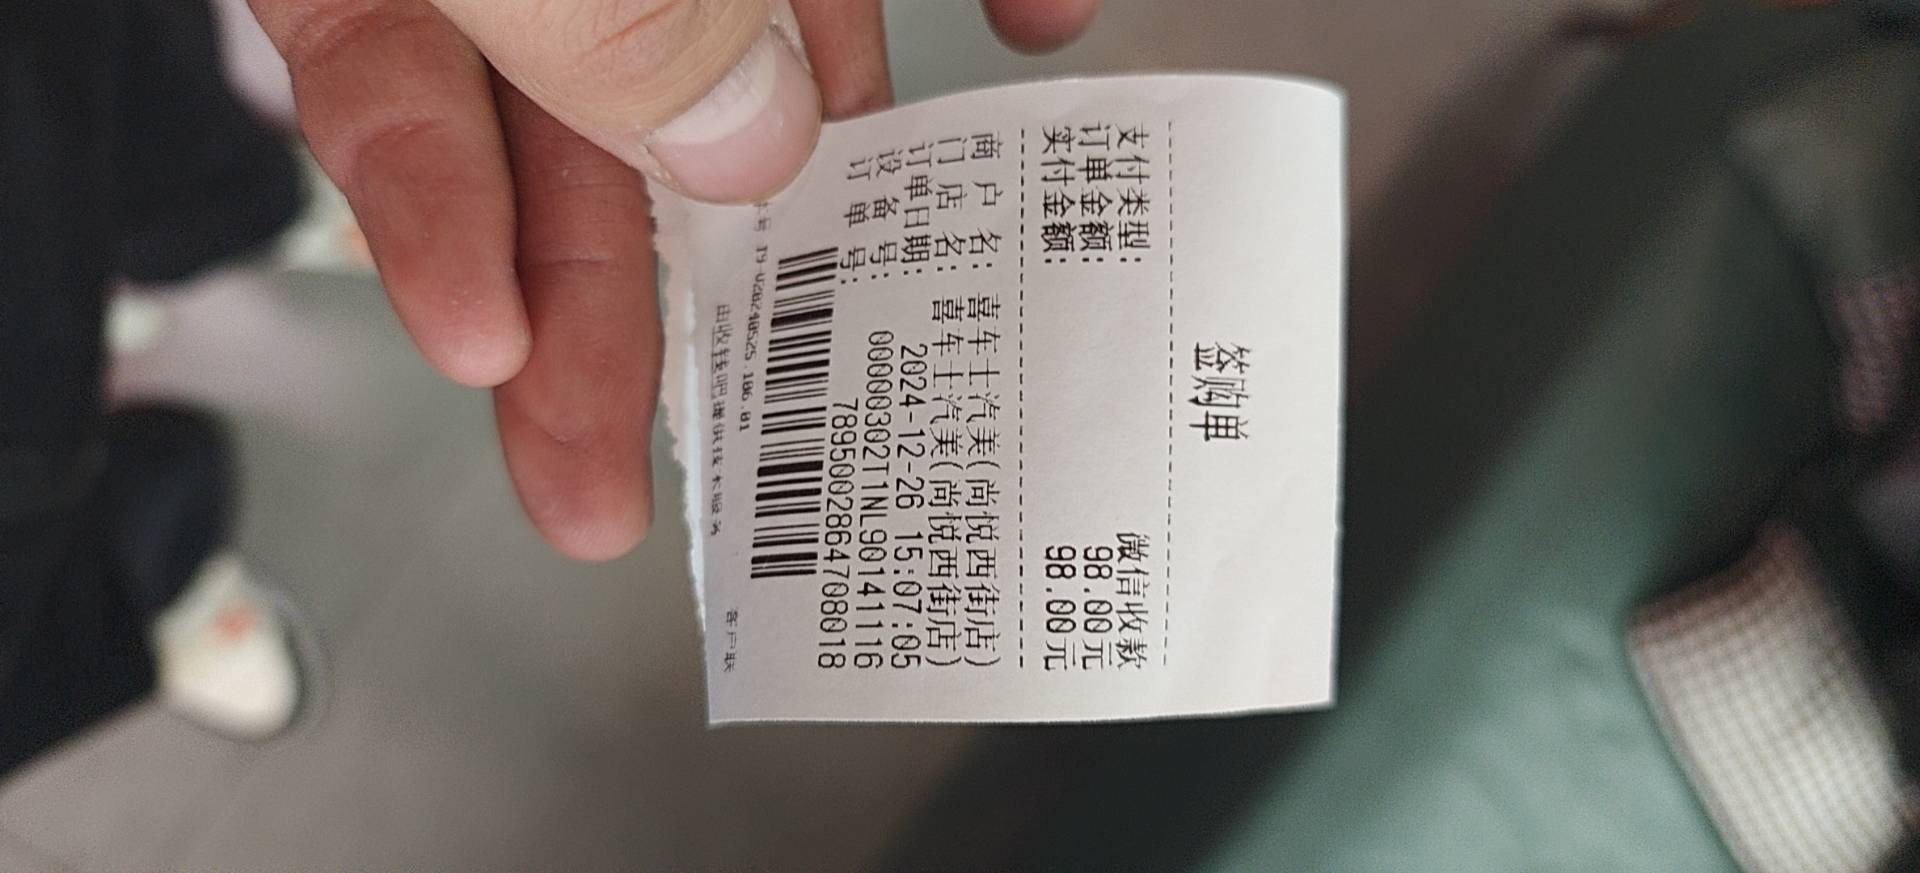 签购单
支付类型: 微信收款
订单金额: 98.00元
实付金额: 98.00元
商 户 名: 喜车士汽美(尚悦西街店)
门 店 名: 喜车士汽美(尚悦西街店)
订单日期: 2024-12-26 15:07:05
设 备 号: 00000302T1NL901411116
订 单 号: 7895002864708018
客户联